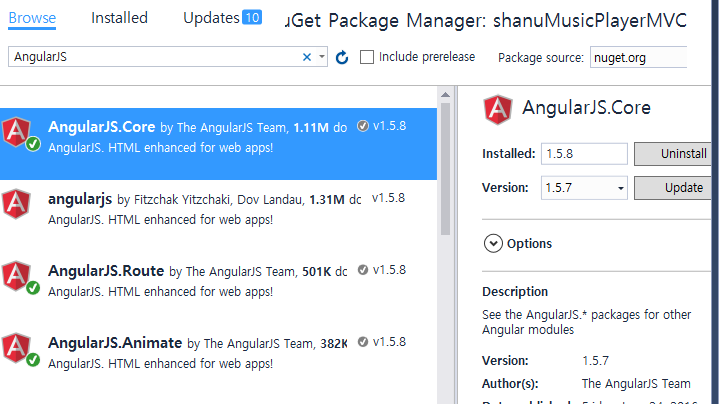 Browse Installed Updates 10 uGet Package Manager: shanuMusicPlayerMVC
AngularJS Include prerelease Package source: nuget.org
AngularJS.Core by The AngularJS Team, 1.11M do v1.5.8
AngularJS. HTML enhanced for web apps!
angularjs by Fitzchak Yitzchaki, Dov Landau, 1.31M dc v1.5.8
AngularJS. HTML enhanced for web apps!
AngularJS.Route by The AngularJS Team, 501K dc v1.5.8
AngularJS. HTML enhanced for web apps!
AngularJS.Animate by The AngularJS Team, 382K v1.5.8
AngularJS. HTML enhanced for web apps!
AngularJS.Core
Installed: 1.5.8 Uninstall
Version: 1.5.7 Update
Options
Description
See the AngularJS.* packages for other
Angular modules
Version: 1.5.7
Author(s): The AngularJS Team